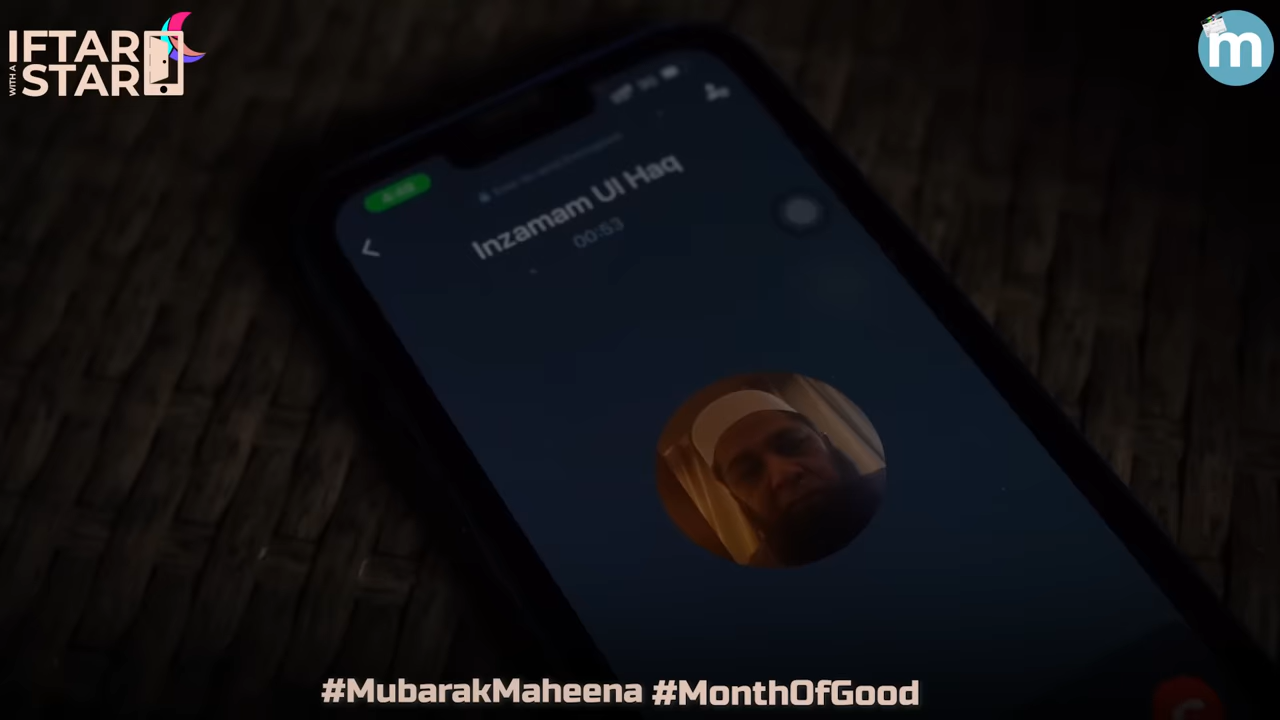 IFTAR
WITH A
STAR
m
Inzamam Ul Haq
00:53
#MubarakMaheena #MonthOfGood